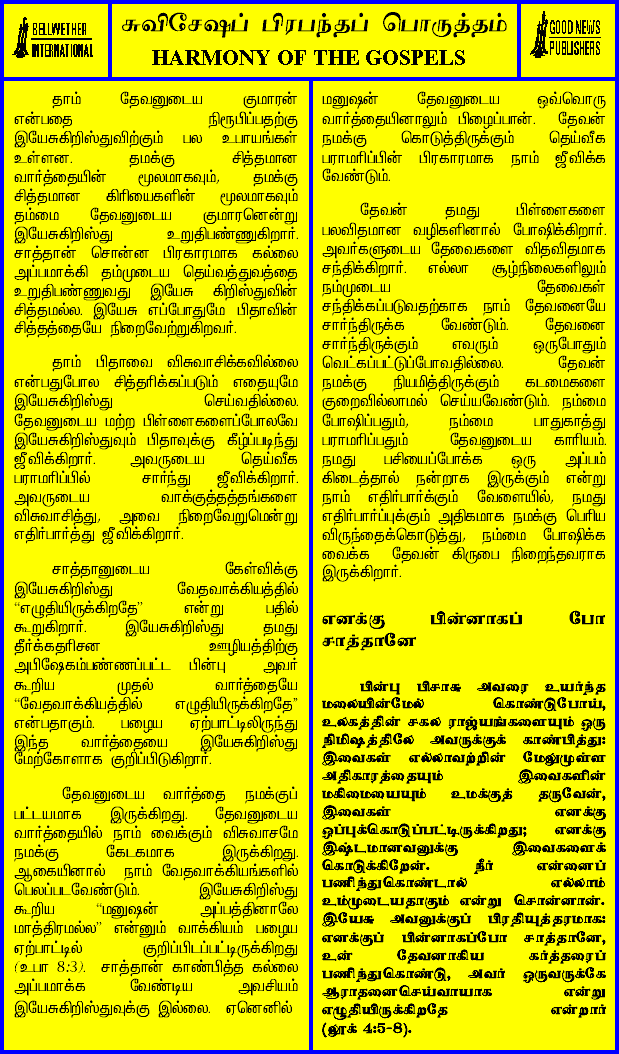 BELLWETHER
INTERNATIONAL
சுவிசேஷப் பிரபந்தப் பொருத்தம்
HARMONY OF THE GOSPELS
GOOD NEWS
PUBLISHERS
தாம் தேவனுடைய குமாரன்
என்பதை நிரூபிப்பதற்கு
இயேசுகிறிஸ்துவிற்கும் பல உபாயங்கள்
உள்ளன. தமக்கு சித்தமான
வார்த்தையின் மூலமாகவும், தமக்கு
சித்தமான கிரியைகளின் மூலமாகவும்
தம்மை தேவனுடைய குமாரனென்று
இயேசுகிறிஸ்து உறுதிபண்ணுகிறார்.
சாத்தான் சொன்ன பிரகாரமாக கல்லை
அப்பமாக்கி தம்முடைய தெய்வத்துவத்தை
உறுதிபண்ணுவது இயேசு கிறிஸ்துவின்
சித்தமல்ல. இயேசு எப்போதுமே பிதாவின்
சித்தத்தையே நிறைவேற்றுகிறவர்.
தாம் பிதாவை விசுவாசிக்கவில்லை
என்பதுபோல சித்தரிக்கப்படும் எதையுமே
இயேசுகிறிஸ்து செய்வதில்லை.
தேவனுடைய மற்ற பிள்ளைகளைப்போலவே
இயேசுகிறிஸ்துவும் பிதாவுக்கு கீழ்ப்படிந்து
ஜீவிக்கிறார். அவருடைய தெய்வீக
பராமரிப்பில் சார்ந்து ஜீவிக்கிறார்.
அவருடைய வாக்குத்தத்தங்களை
விசுவாசித்து, அவை நிறைவேறுமென்று
எதிர்பார்த்து ஜீவிக்கிறார்.
சாத்தானுடைய கேள்விக்கு
இயேசுகிறிஸ்து வேதவாக்கியத்தில்
“எழுதியிருக்கிறதே” என்று பதில்
கூறுகிறார். இயேசுகிறிஸ்து தமது
தீர்க்கதரிசன ஊழியத்திற்கு
அபிஷேகம்பண்ணப்பட்ட பின்பு அவர்
கூறிய முதல் வார்த்தையே
“வேதவாக்கியத்தில் எழுதியிருக்கிறதே”
என்பதாகும். பழைய ஏற்பாட்டிலிருந்து
இந்த வார்த்தையை இயேசுகிறிஸ்து
மேற்கோளாக குறிப்பிடுகிறார்.
தேவனுடைய வார்த்தை நமக்குப்
பட்டயமாக இருக்கிறது. தேவனுடைய
வார்த்தையில் நாம் வைக்கும் விசுவாசமே
நமக்கு கேடகமாக இருக்கிறது.
ஆகையினால் நாம் வேதவாக்கியங்களில்
பெலப்படவேண்டும். இயேசுகிறிஸ்து
கூறிய “மனுஷன் அப்பத்தினாலே
மாத்திரமல்ல” என்னும் வாக்கியம் பழைய
ஏற்பாட்டில் குறிப்பிடப்பட்டிருக்கிறது
(உபா 8:3). சாத்தான் காண்பித்த கல்லை
அப்பமாக்க வேண்டிய அவசியம்
இயேசுகிறிஸ்துவுக்கு இல்லை. ஏனெனில்
மனுஷன் தேவனுடைய ஒவ்வொரு
வார்த்தையினாலும் பிழைப்பான். தேவன்
நமக்கு கொடுத்திருக்கும் தெய்வீக
பராமரிப்பின் பிரகாரமாக நாம் ஜீவிக்க
வேண்டும்.
தேவன் தமது பிள்ளைகளை
பலவிதமான வழிகளினால் போஷிக்கிறார்.
அவர்களுடைய தேவைகளை விதவிதமாக
சந்திக்கிறார். எல்லா சூழ்நிலைகளிலும்
நம்முடைய தேவைகள்
சந்திக்கப்படுவதற்காக நாம் தேவனையே
சார்ந்திருக்க வேண்டும். தேவனை
சார்ந்திருக்கும் எவரும் ஒருபோதும்
வெட்கப்பட்டுப்போவதில்லை. தேவன்
நமக்கு நியமித்திருக்கும் கடமைகளை
குறைவில்லாமல் செய்யவேண்டும். நம்மை
போஷிப்பதும், நம்மை பாதுகாத்து
பராமரிப்பதும் தேவனுடைய காரியம்.
நமது பசியைப்போக்க ஒரு அப்பம்
கிடைத்தால் நன்றாக இருக்கும் என்று
நாம் எதிர்பார்க்கும் வேளையில், நமது
எதிர்பார்ப்புக்கும் அதிகமாக நமக்கு பெரிய
விருந்தைக்கொடுத்து, நம்மை போஷிக்க
வைக்க தேவன் கிருபை நிறைந்தவராக
இருக்கிறார்.
எனக்கு பின்னாகப் போ
சாத்தானே
பின்பு பிசாசு அவரை உயர்ந்த
மலையின்மேல் கொண்டுபோய்,
உலகத்தின் சகல ராஜ்யங்களையும் ஒரு
நிமிஷத்திலே அவருக்குக் காண்பித்து:
இவைகள் எல்லாவற்றின் மேலுமுள்ள
அதிகாரத்தையும் இவைகளின்
மகிமையையும் உமக்குத் தருவேன்,
இவைகள் எனக்கு
ஒப்புக்கொடுப்பட்டிருக்கிறது; எனக்கு
இஷ்டமானவனுக்கு இவைகளைக்
கொடுக்கிறேன். நீர் என்னைப்
பணிந்துகொண்டால் எல்லாம்
உம்முடையதாகும் என்று சொன்னான்.
இயேசு அவனுக்குப் பிரதியுத்தரமாக:
எனக்குப் பின்னாகப்போ சாத்தானே,
உன் தேவனாகிய கர்த்தரைப்
பணிந்துகொண்டு, அவர் ஒருவருக்கே
ஆராதனைசெய்வாயாக என்று
எழுதியிருக்கிறதே என்றார்
(லூக் 4:5-8).